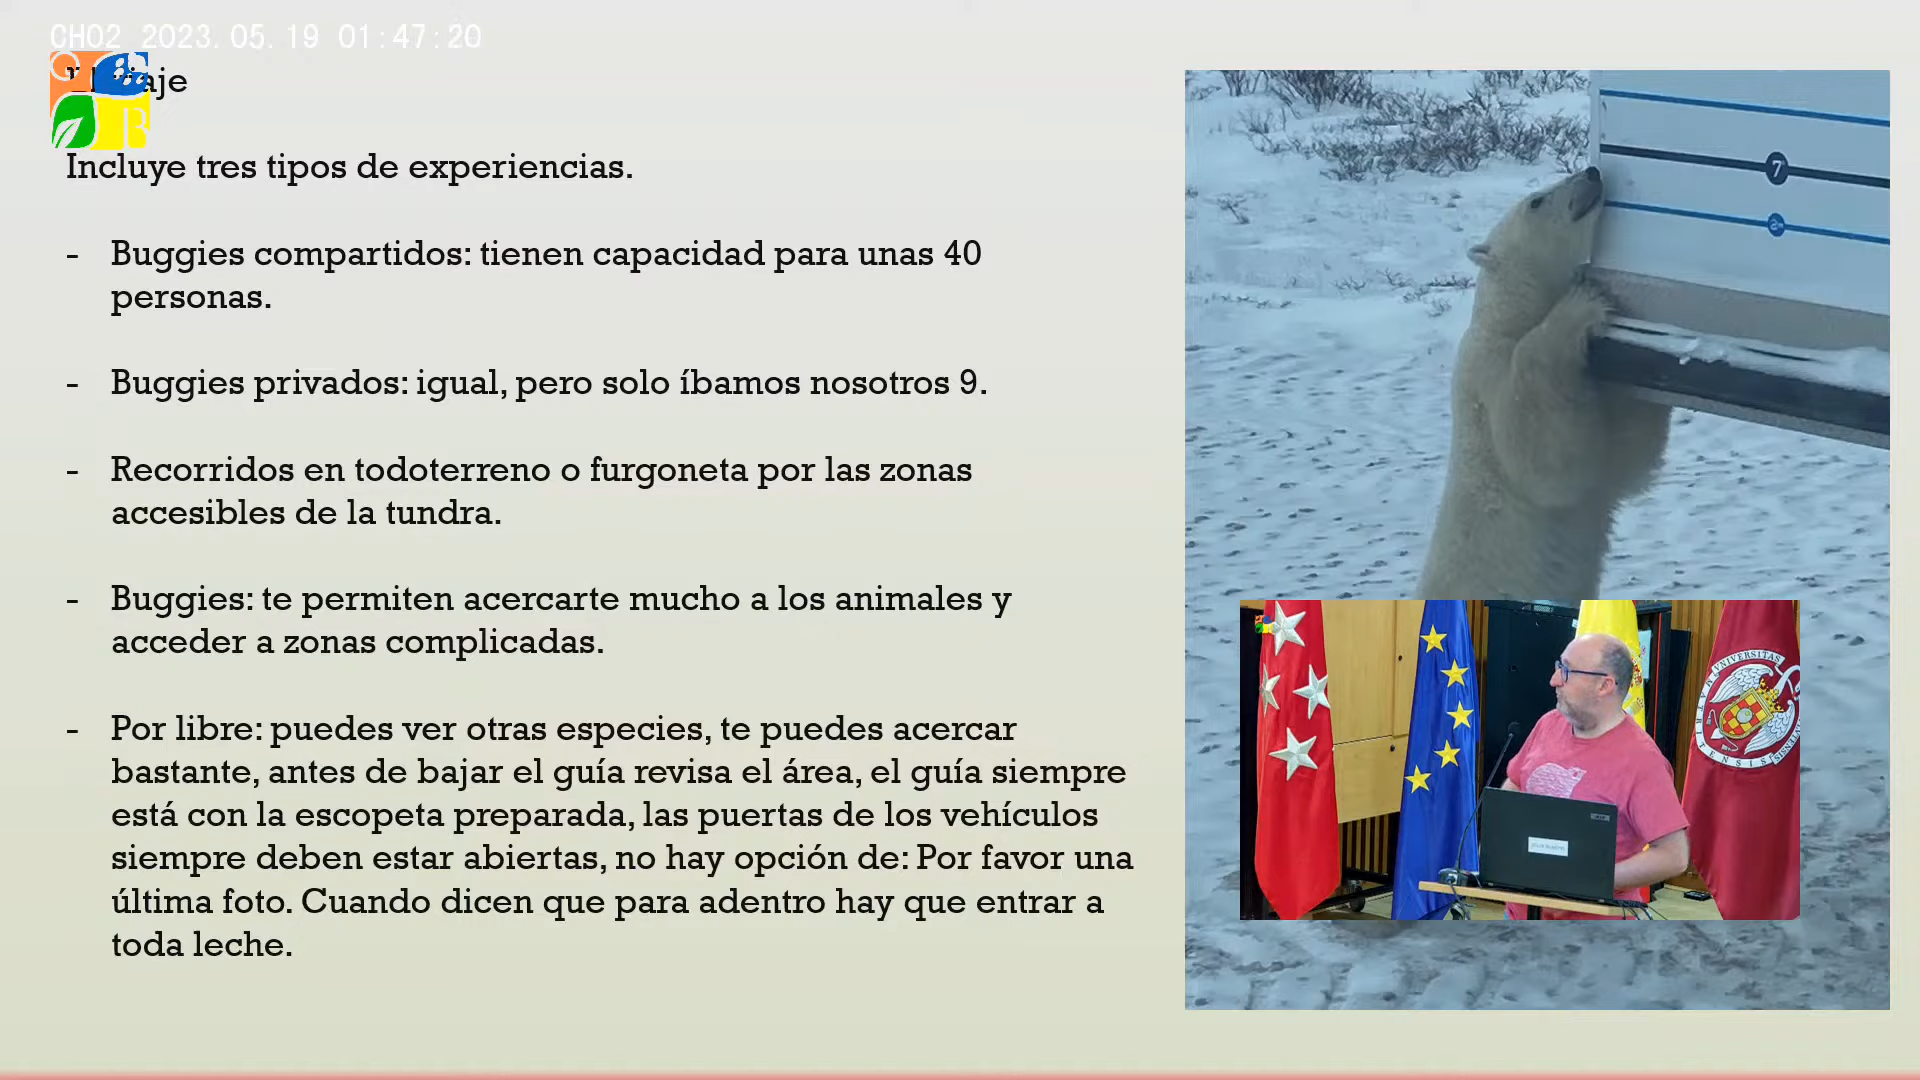 CH02 2023.05.19 01:47:20
El viaje
Incluye tres tipos de experiencias.
- Buggies compartidos: tienen capacidad para unas 40
personas.
- Buggies privados: igual, pero solo íbamos nosotros 9.
- Recorridos en todoterreno o furgoneta por las zonas
accesibles de la tundra.
- Buggies: te permiten acercarte mucho a los animales y
acceder a zonas complicadas.
- Por libre: puedes ver otras especies, te puedes acercar
bastante, antes de bajar el guía revisa el área, el guía siempre
está con la escopeta preparada, las puertas de los vehículos
siempre deben estar abiertas, no hay opción de: Por favor una
última foto. Cuando dicen que para adentro hay que entrar a
toda leche.
7
2
VNIVERSITAS